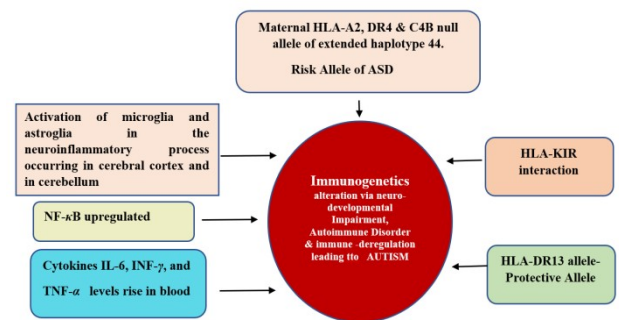 Maternal HLA-A2, DR4 & C4B null
allele of extended haplotype 44.
Risk Allele of ASD
Activation of microglia and
astroglia in the
neuroinflammatory process
occurring in cerebral cortex and
in cerebellum
NF-κB upregulated
Cytokines IL-6, INF-γ, and
TNF-α levels rise in blood
Immunogenetics
alteration via neuro-
developmental
Impairment,
Autoimmune Disorder
& immune -deregulation
leading tto AUTISM
HLA-KIR
interaction
HLA-DR13 allele-
Protective Allele